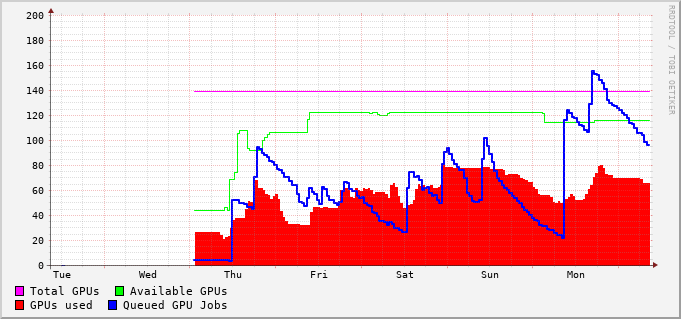 200
180
160
140
120
100
80
60
40
20
0
Tue Wed Thu Fri Sat Sun Mon
Total GPUs Available GPUs
GPUs used Queued GPU Jobs
RRDTOOL / TOBI OETIKER